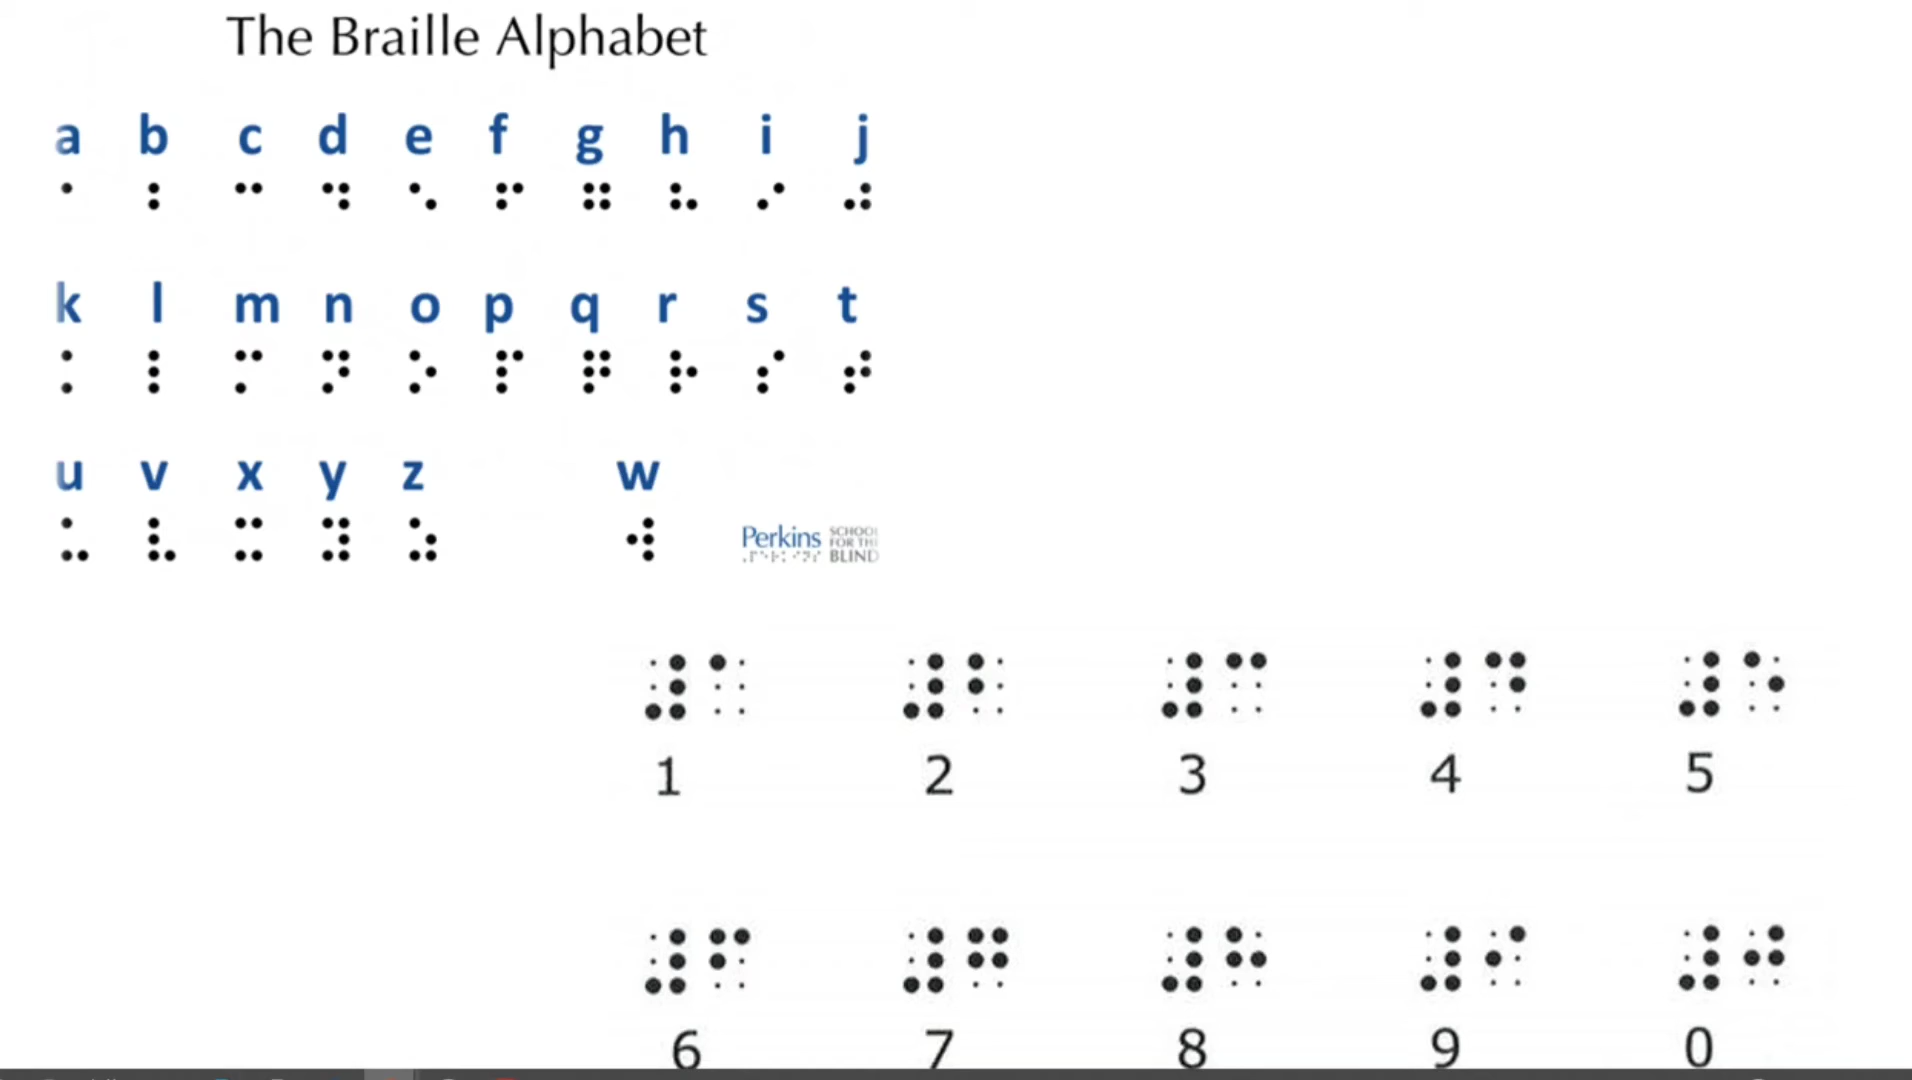 The Braille Alphabet
a b c d e f g h i j
⠁ ⠃ ⠉ ⠙ ⠑ ⠋ ⠛ ⠓ ⠊ ⠚
k l m n o p q r s t
⠅ ⠇ ⠍ ⠝ ⠕ ⠏ ⠟ ⠗ ⠎ ⠞
u v x y z w
⠥ ⠧ ⠭ ⠽ ⠵ ⠺
Perkins SCHOOL
FOR THE
BLIND
⠼⠁ ⠼⠃ ⠼⠉ ⠼⠙ ⠼⠑
1 2 3 4 5
⠼⠋ ⠼⠛ ⠼⠓ ⠼⠊ ⠼⠚
6 7 8 9 0